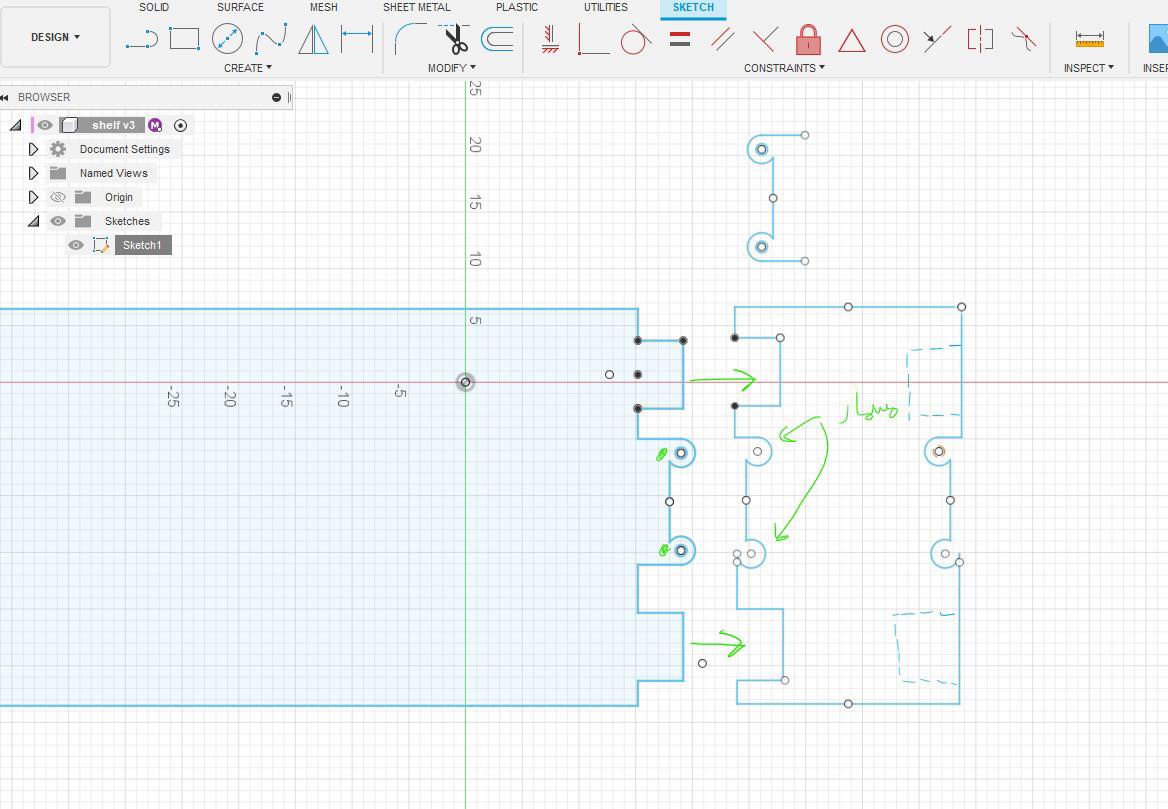 SOLID SURFACE MESH SHEET METAL PLASTIC UTILITIES SKETCH
DESIGN
CREATE MODIFY CONSTRAINTS INSPECT INSER
BROWSER
shelf v3 M
Document Settings
Named Views
Origin
Sketches
Sketch1
25
20
15
10
5
-25 -20 -15 -10 -5
مسمار